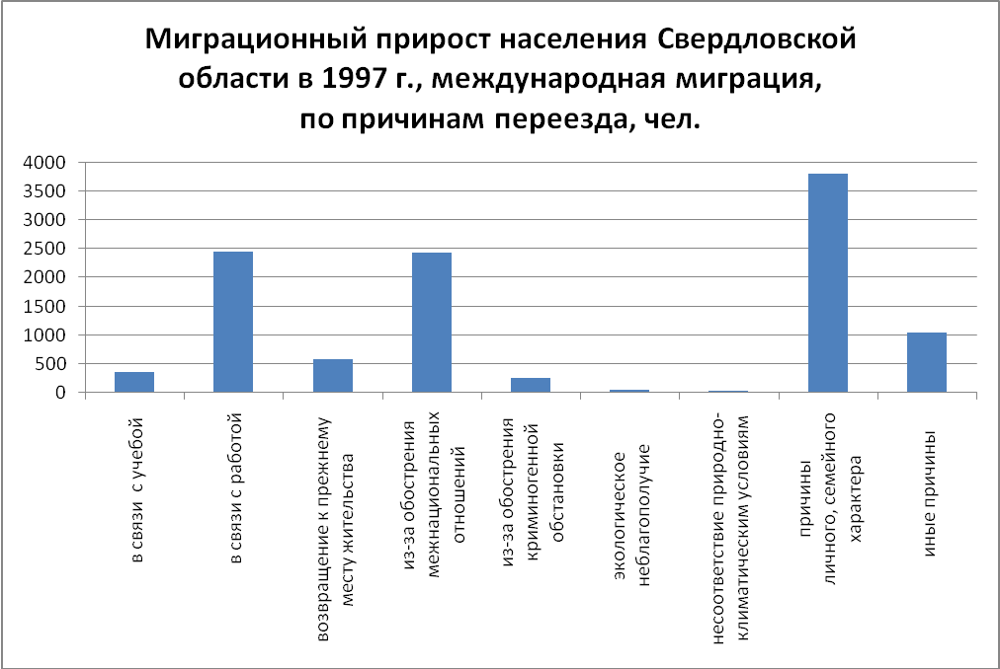 Миграционный прирост населения Свердловской
области в 1997 г., международная миграция,
по причинам переезда, чел.
4000
3500
3000
2500
2000
1500
1000
500
0
в связи с учебой
в связи с работой
возвращение к прежнему
месту жительства
из-за обострения
межнациональных
отношений
из-за обострения
криминогенной
обстановки
экологическое
неблагополучие
несоответствие природно-
климатическим условиям
причины
личного, семейного
характера
иные причины